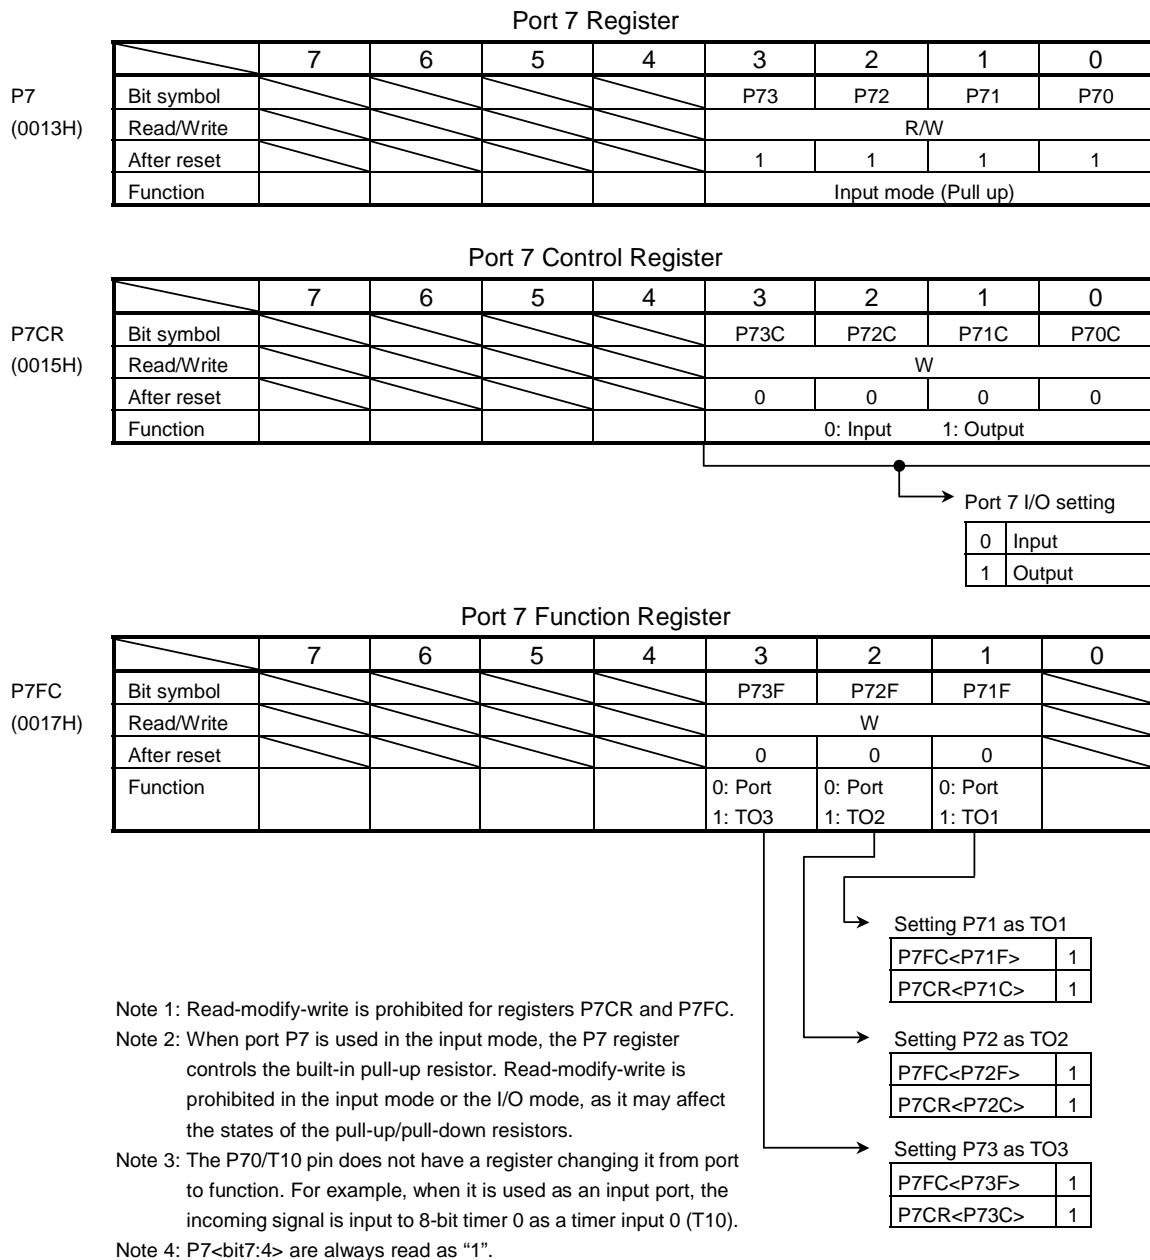 Port 7 Register
7 6 5 4 3 2 1 0
P7 Bit symbol P73 P72 P71 P70
(0013H) Read/Write R/W
After reset 1 1 1 1
Function Input mode (Pull up)
Port 7 Control Register
7 6 5 4 3 2 1 0
P7CR Bit symbol P73C P72C P71C P70C
(0015H) Read/Write W
After reset 0 0 0 0
Function 0: Input 1: Output
Port 7 I/O setting
0 Input
1 Output
Port 7 Function Register
7 6 5 4 3 2 1 0
P7FC Bit symbol P73F P72F P71F
(0017H) Read/Write W
After reset 0 0 0
Function 0: Port 0: Port 0: Port
1: TO3 1: TO2 1: TO1
Setting P71 as TO1
P7FC<P71F> 1
P7CR<P71C> 1
Setting P72 as TO2
P7FC<P72F> 1
P7CR<P72C> 1
Setting P73 as TO3
P7FC<P73F> 1
P7CR<P73C> 1
Note 1: Read-modify-write is prohibited for registers P7CR and P7FC.
Note 2: When port P7 is used in the input mode, the P7 register
controls the built-in pull-up resistor. Read-modify-write is
prohibited in the input mode or the I/O mode, as it may affect
the states of the pull-up/pull-down resistors.
Note 3: The P70/T10 pin does not have a register changing it from port
to function. For example, when it is used as an input port, the
incoming signal is input to 8-bit timer 0 as a timer input 0 (T10).
Note 4: P7<bit7:4> are always read as “1”.